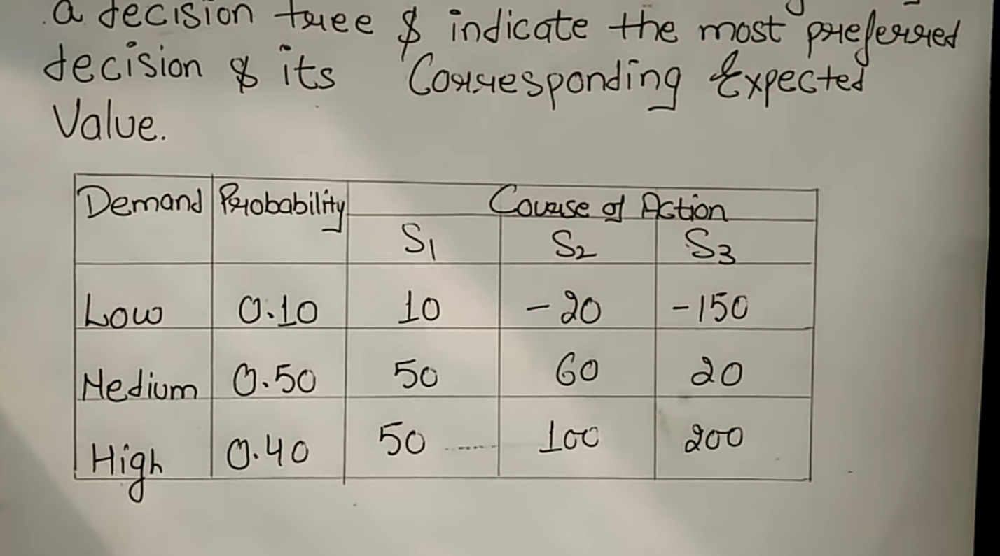 a decision tree & indicate the most preferred
decision & its Corresponding Expected
Value.
Demand Probability Course of Action
S1 S2 S3
Low 0.10 10 -20 -150
Medium 0.50 50 60 20
High 0.40 50 100 200